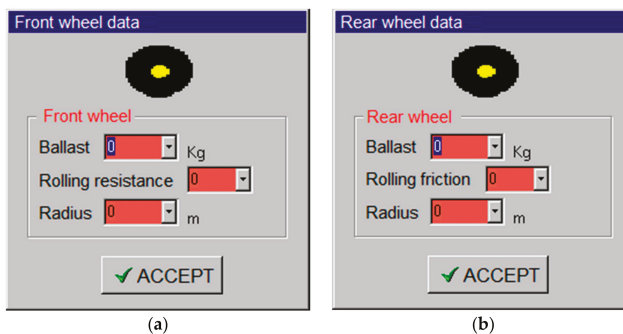 Front wheel data
Front wheel
Ballast 0 Kg
Rolling resistance 0
Radius 0 m
ACCEPT
(a)
Rear wheel data
Rear wheel
Ballast 0 Kg
Rolling friction 0
Radius 0 m
ACCEPT
(b)